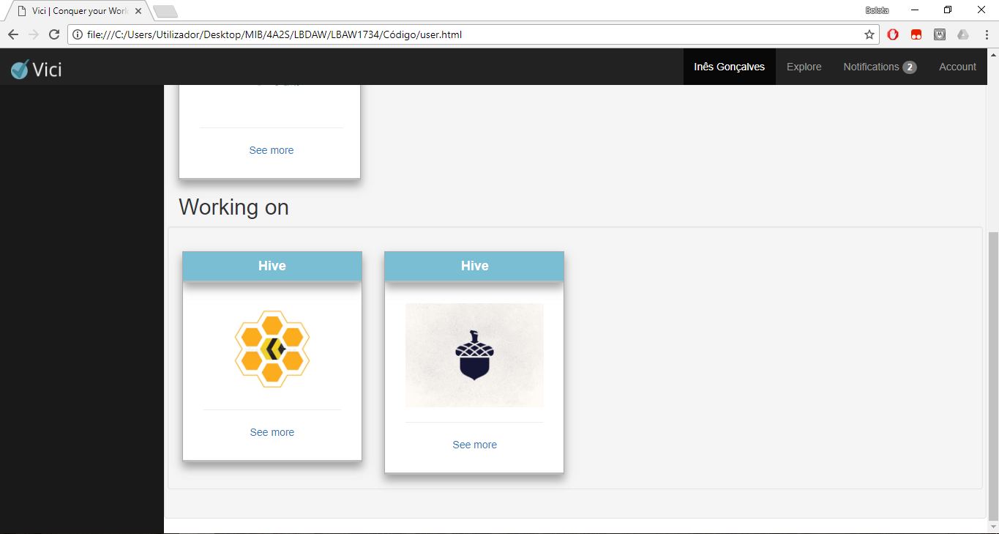 Vici | Conquer your Work
Bolota
file:///C:/Users/Utilizador/Desktop/MIB/4A2S/LBDAW/LBAW1734/Código/user.html
Vici
Inês Gonçalves
Explore
Notifications 2
Account
See more
Working on
Hive
Hive
See more
See more